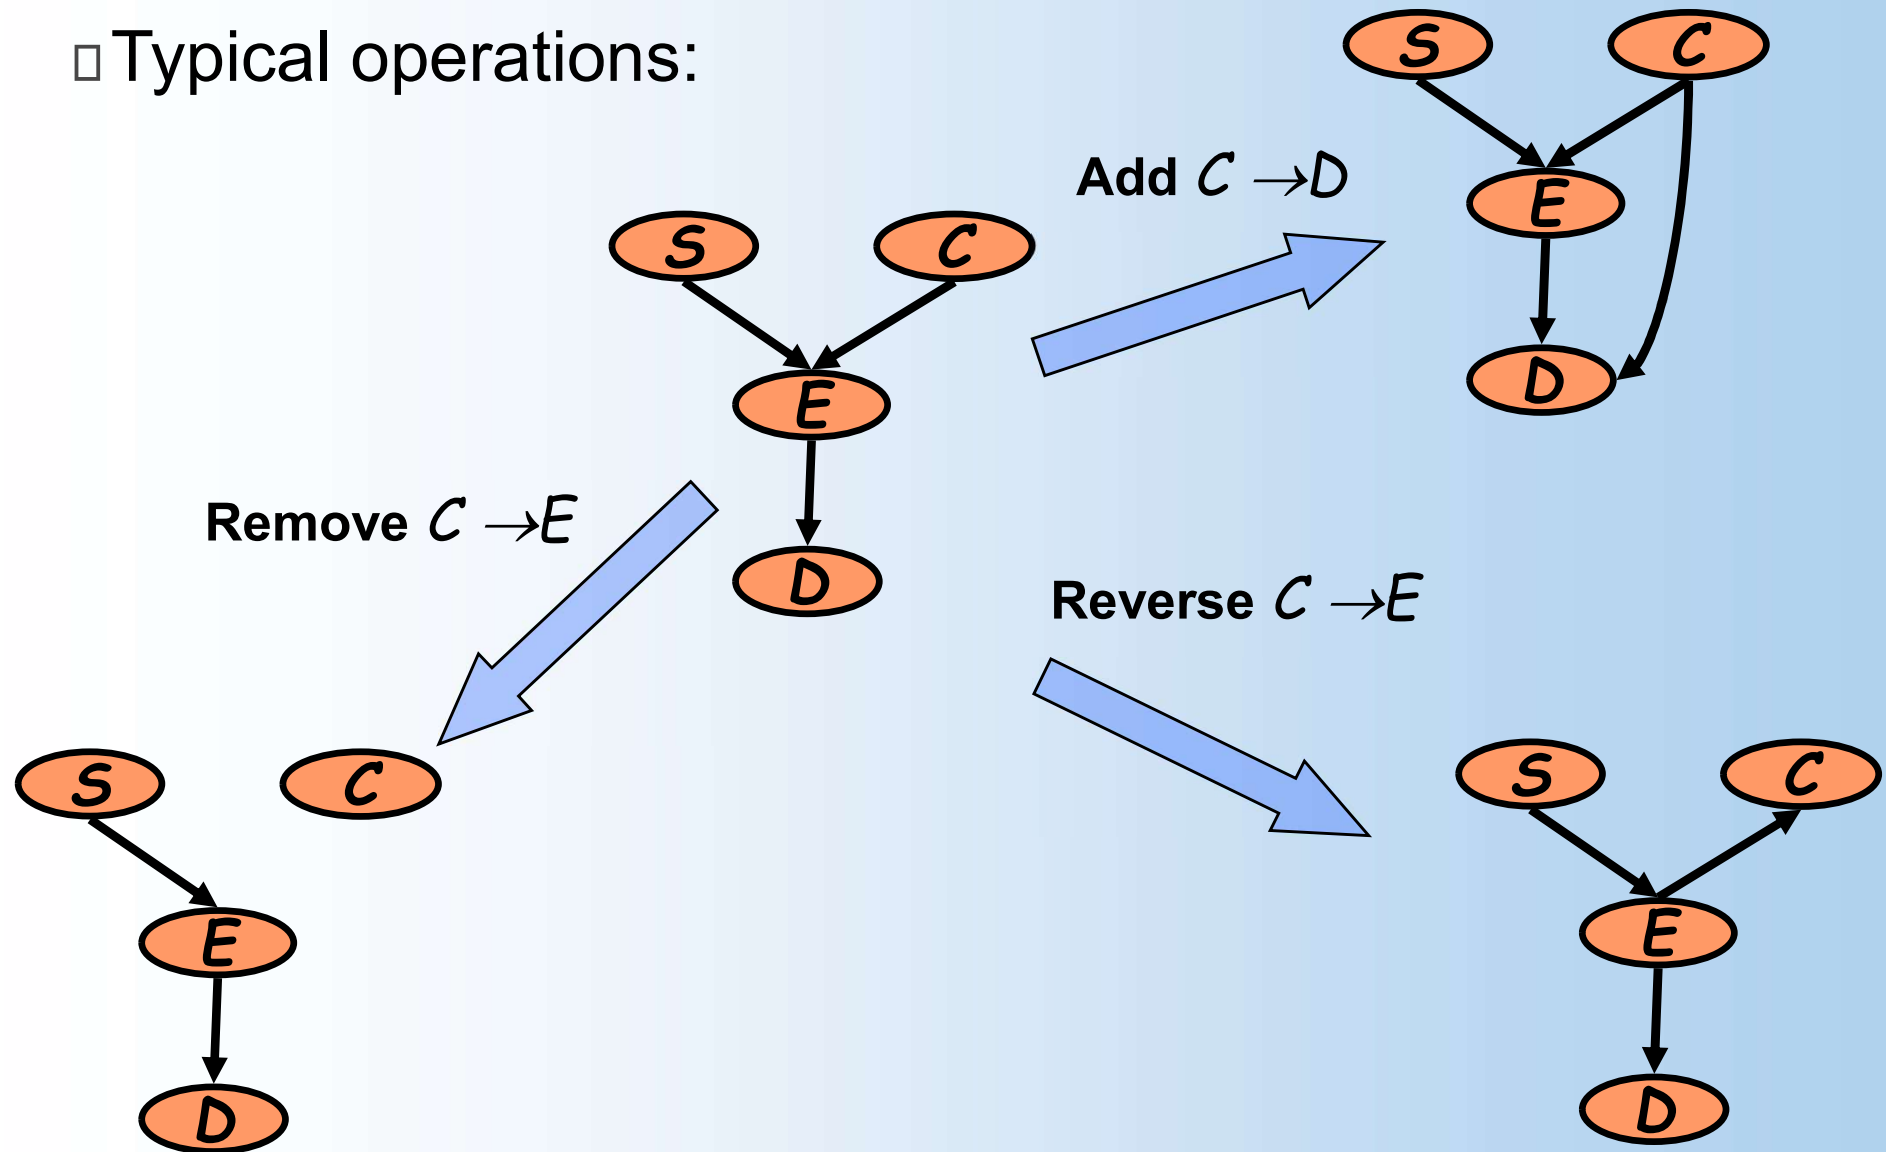 Typical operations:
S C
E
D
Add C →D
S C
E
D
Remove C →E
Reverse C →E
S C
E
D
S C
E
D